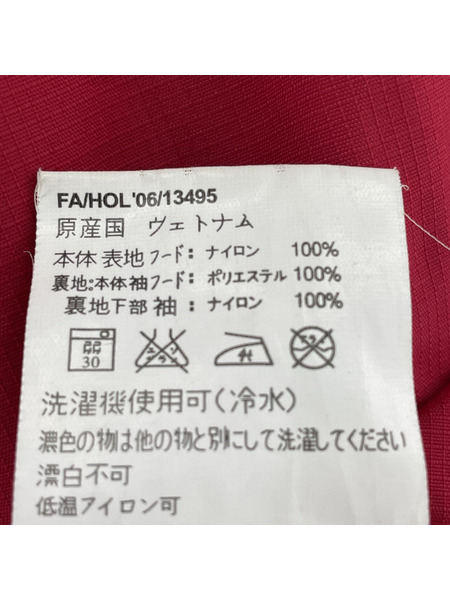 FA/HOL'06/13495
原産国 ヴェトナム
本体 表地 フード: ナイロン 100%
裏地:本体袖フード: ポリエステル 100%
裏地下部 袖: ナイロン 100%
30
洗濯機使用可(冷水)
濃色の物は他の物と別にして洗濯してください
漂白不可
低温アイロン可